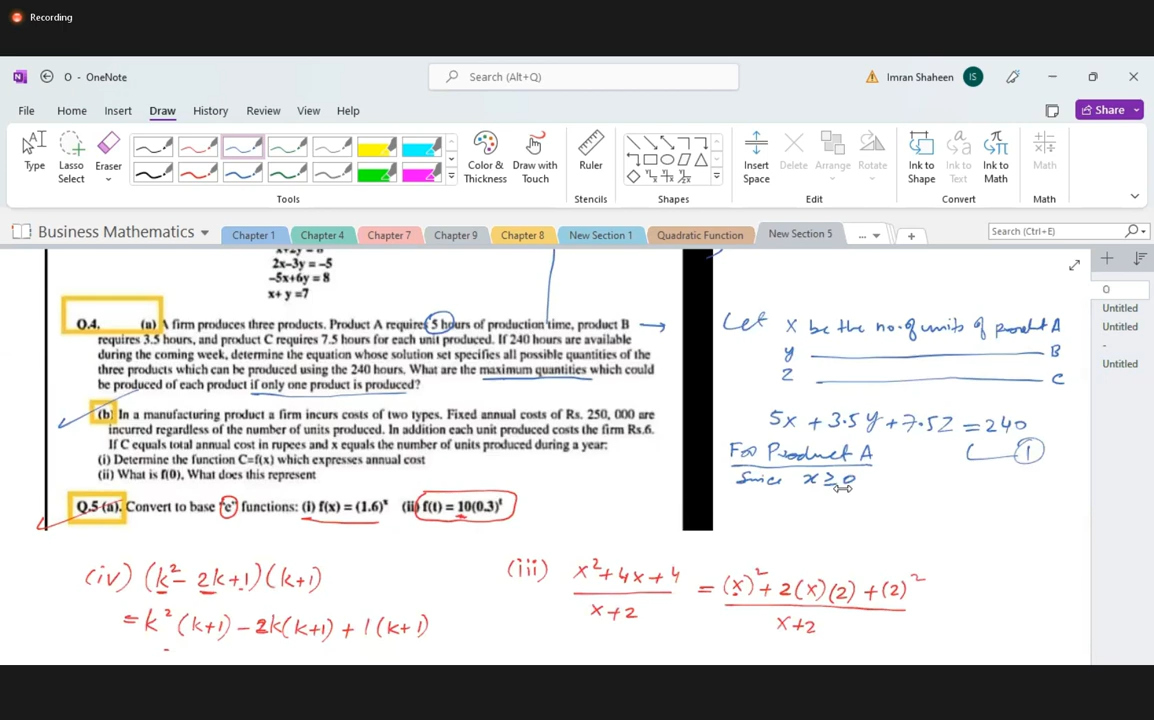 Recording
O - OneNote
Search (Alt+Q)
Imran Shaheen IS
File Home Insert Draw History Review View Help
Share
Type Lasso Select Eraser
Color & Thickness Draw with Touch Ruler
Insert Space Delete Arrange Rotate
Ink to Shape Ink to Text Ink to Math Math
Tools Stencils Shapes Edit Convert Math
Business Mathematics Chapter 1 Chapter 4 Chapter 7 Chapter 9 Chapter 8 New Section 1 Quadratic Function New Section 5 ... Search (Ctrl+E)
2x-3y = -5
-5x+6y = 8
x+ y =7
Q.4. (a) A firm produces three products. Product A requires 5 hours of production time, product B
requires 3.5 hours, and product C requires 7.5 hours for each unit produced. If 240 hours are available
during the coming week, determine the equation whose solution set specifies all possible quantities of the
three products which can be produced using the 240 hours. What are the maximum quantities which could
be produced of each product if only one product is produced?
(b) In a manufacturing product a firm incurs costs of two types. Fixed annual costs of Rs. 250, 000 are
incurred regardless of the number of units produced. In addition each unit produced costs the firm Rs.6.
If C equals total annual cost in rupees and x equals the number of units produced during a year:
(i) Determine the function C=f(x) which expresses annual cost
(ii) What is f(0), What does this represent
Q.5 (a). Convert to base "e" functions: (i) f(x) = (1.6)ˣ (ii) f(t) = 10(0.3)ᵗ
Let x be the no. of units of product A
y B
z C
5x + 3.5y + 7.5z = 240
1
For Product A
Since x ≥ 0
(iv) (k² - 2k + 1)(k+1)
= k²(k+1) - 2k(k+1) + 1(k+1)
(iii) x² + 4x + 4 / x+2 = (x)² + 2(x)(2) + (2)² / x+2
O
Untitled
Untitled
-
Untitled